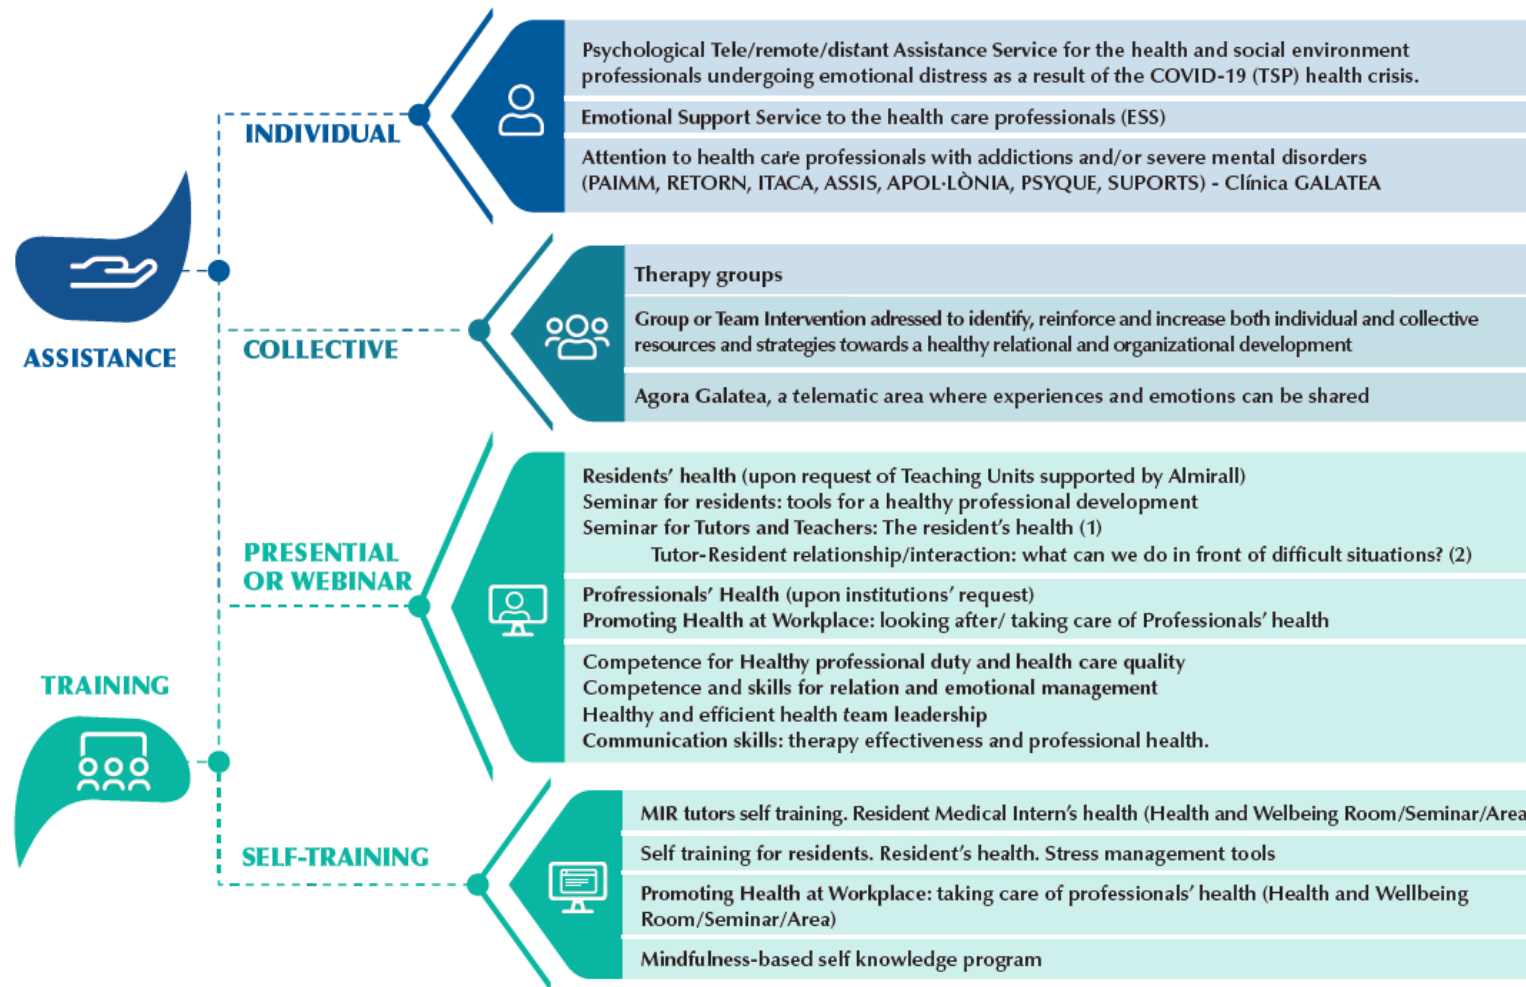 ASSISTANCE
INDIVIDUAL
Psychological Tele/remote/distant Assistance Service for the health and social environment
professionals undergoing emotional distress as a result of the COVID-19 (TSP) health crisis.
Emotional Support Service to the health care professionals (ESS)
Attention to health care professionals with addictions and/or severe mental disorders
(PAIMM, RETORN, ITACA, ASSIS, APOL·LÒNIA, PSYQUE, SUPORTS) - Clínica GALATEA
COLLECTIVE
Therapy groups
Group or Team Intervention adressed to identify, reinforce and increase both individual and collective
resources and strategies towards a healthy relational and organizational development
Agora Galatea, a telematic area where experiences and emotions can be shared
TRAINING
PRESENTIAL
OR WEBINAR
Residents' health (upon request of Teaching Units supported by Almirall)
Seminar for residents: tools for a healthy professional development
Seminar for Tutors and Teachers: The resident's health (1)
Tutor-Resident relationship/interaction: what can we do in front of difficult situations? (2)
Profressionals' Health (upon institutions' request)
Promoting Health at Workplace: looking after/ taking care of Professionals' health
Competence for Healthy professional duty and health care quality
Competence and skills for relation and emotional management
Healthy and efficient health team leadership
Communication skills: therapy effectiveness and professional health.
SELF-TRAINING
MIR tutors self training. Resident Medical Intern's health (Health and Welbeing Room/Seminar/Area
Self training for residents. Resident's health. Stress management tools
Promoting Health at Workplace: taking care of professionals' health (Health and Wellbeing
Room/Seminar/Area)
Mindfulness-based self knowledge program